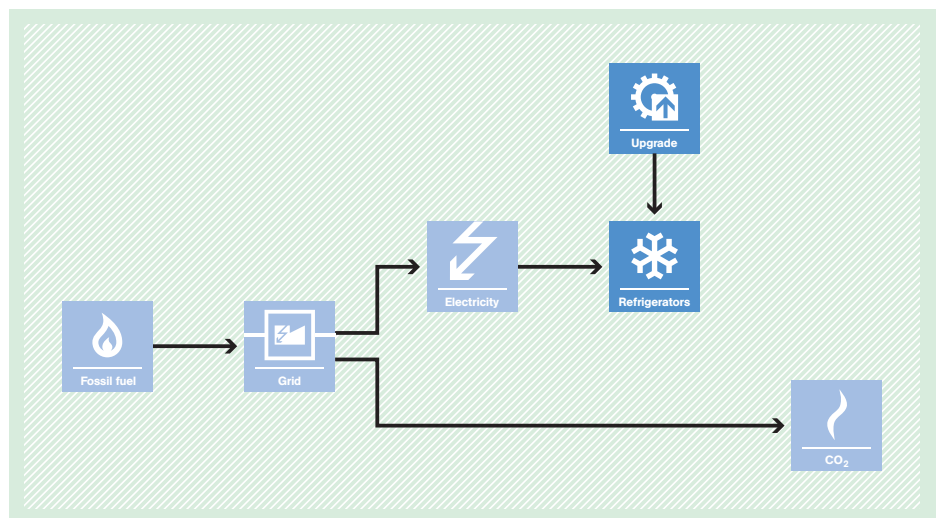 Upgrade
Electricity
Refrigerators
Fossil fuel
Grid
CO₂